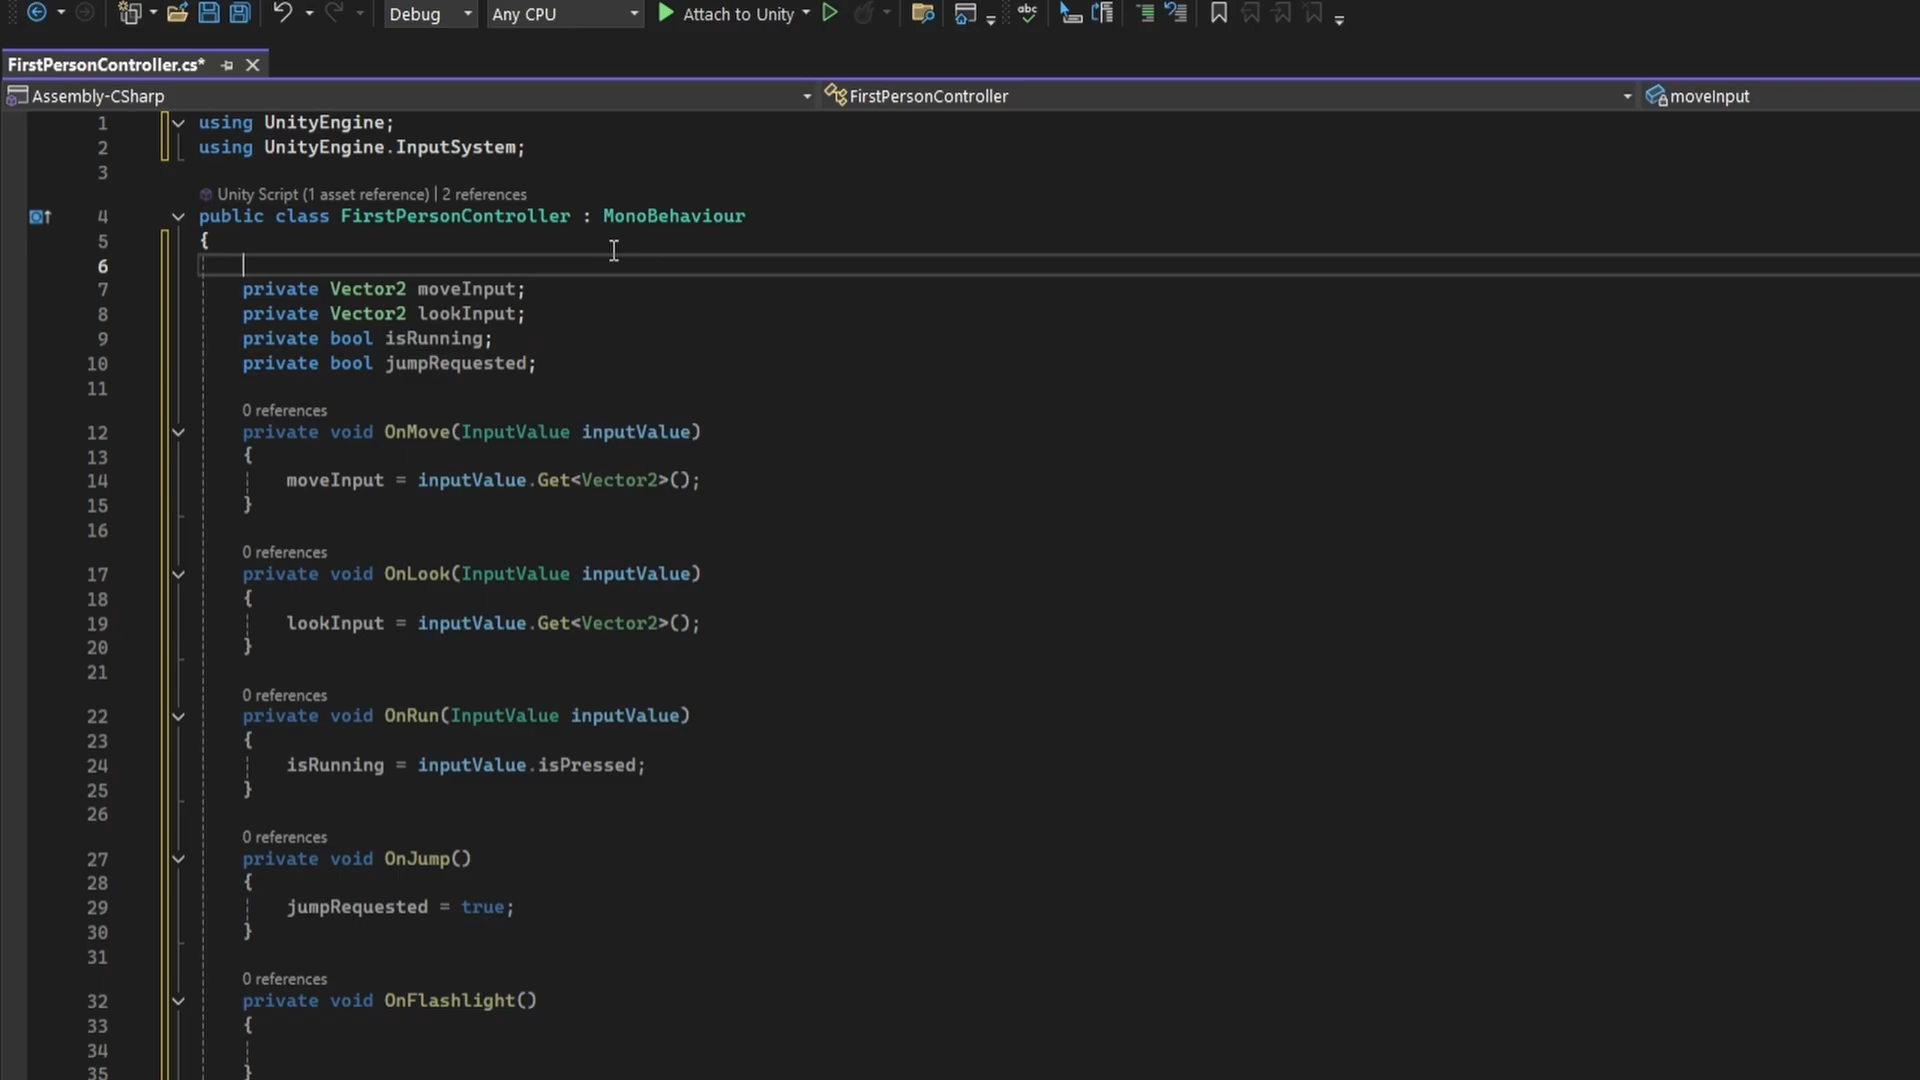 Debug Any CPU Attach to Unity abc
FirstPersonController.cs*
Assembly-CSharp FirstPersonController moveInput
1 using UnityEngine;
2 using UnityEngine.InputSystem;
3
Unity Script (1 asset reference) | 2 references
4 public class FirstPersonController : MonoBehaviour
5 {
6
7 private Vector2 moveInput;
8 private Vector2 lookInput;
9 private bool isRunning;
10 private bool jumpRequested;
11
0 references
12 private void OnMove(InputValue inputValue)
13 {
14 moveInput = inputValue.Get<Vector2>();
15 }
16
0 references
17 private void OnLook(InputValue inputValue)
18 {
19 lookInput = inputValue.Get<Vector2>();
20 }
21
0 references
22 private void OnRun(InputValue inputValue)
23 {
24 isRunning = inputValue.isPressed;
25 }
26
0 references
27 private void OnJump()
28 {
29 jumpRequested = true;
30 }
31
0 references
32 private void OnFlashlight()
33 {
34
35 }